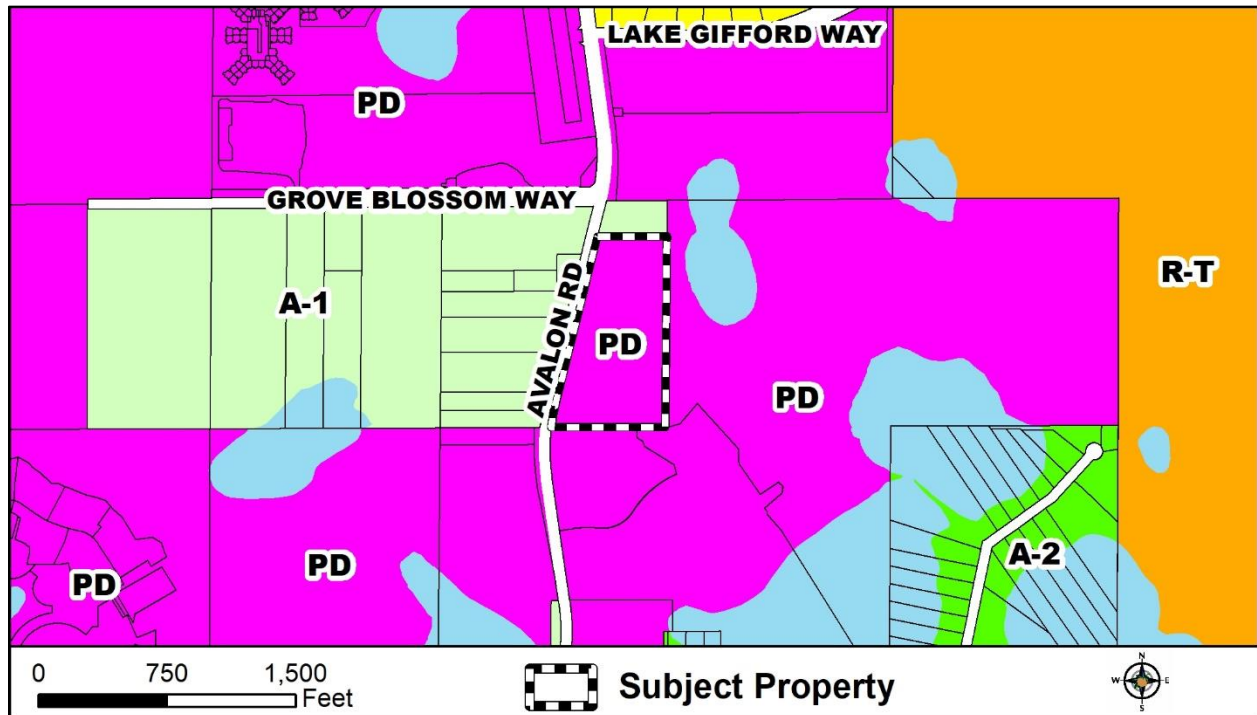 LAKE GIFFORD WAY
PD
GROVE BLOSSOM WAY
R-T
A-1
AVALON RD
PD
PD
A-2
PD
PD
0 750 1,500
Feet
Subject Property
N
W E
S